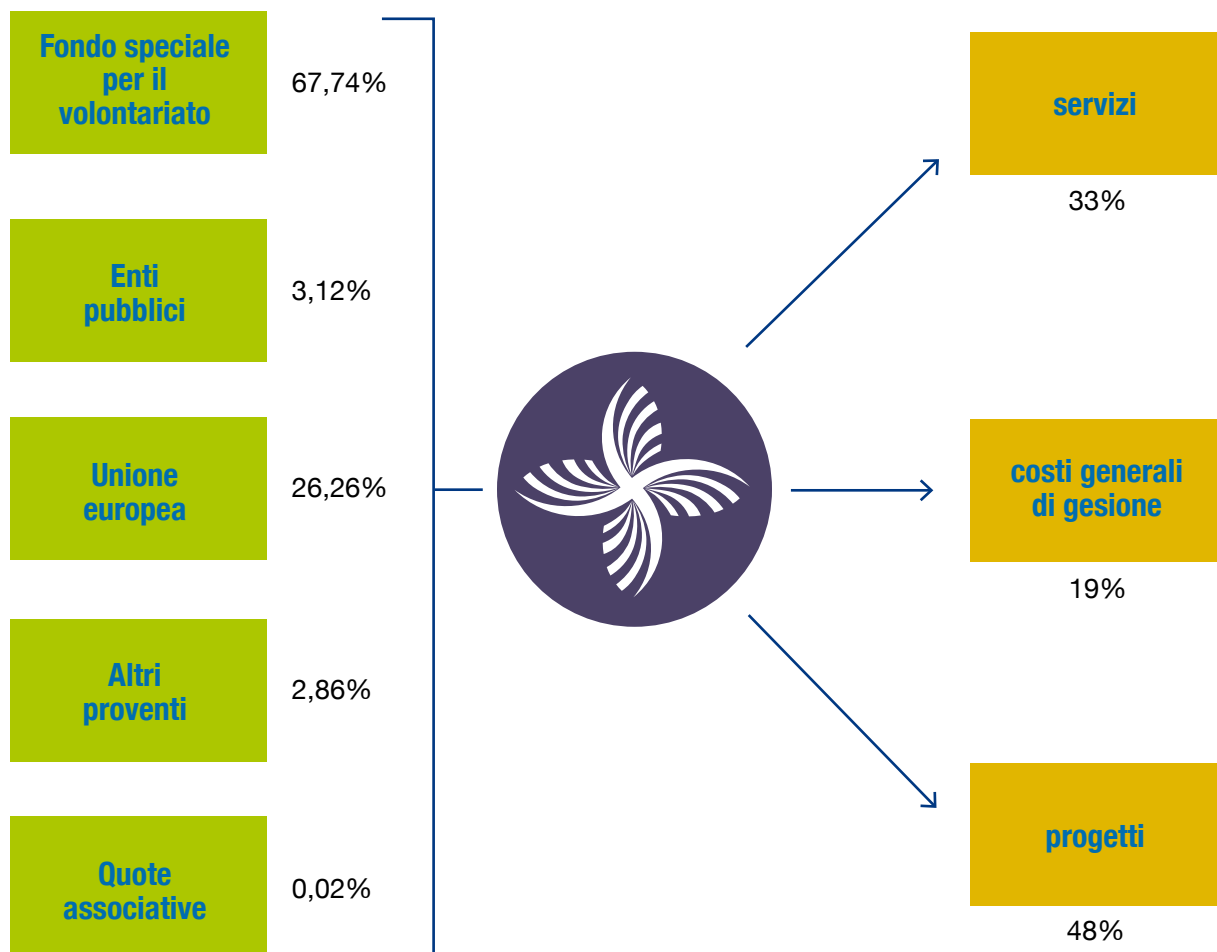 Fondo speciale
per il
volontariato
67,74%
Enti
pubblici
3,12%
Unione
europea
26,26%
Altri
proventi
2,86%
Quote
associative
0,02%
servizi
33%
costi generali
di gesione
19%
progetti
48%